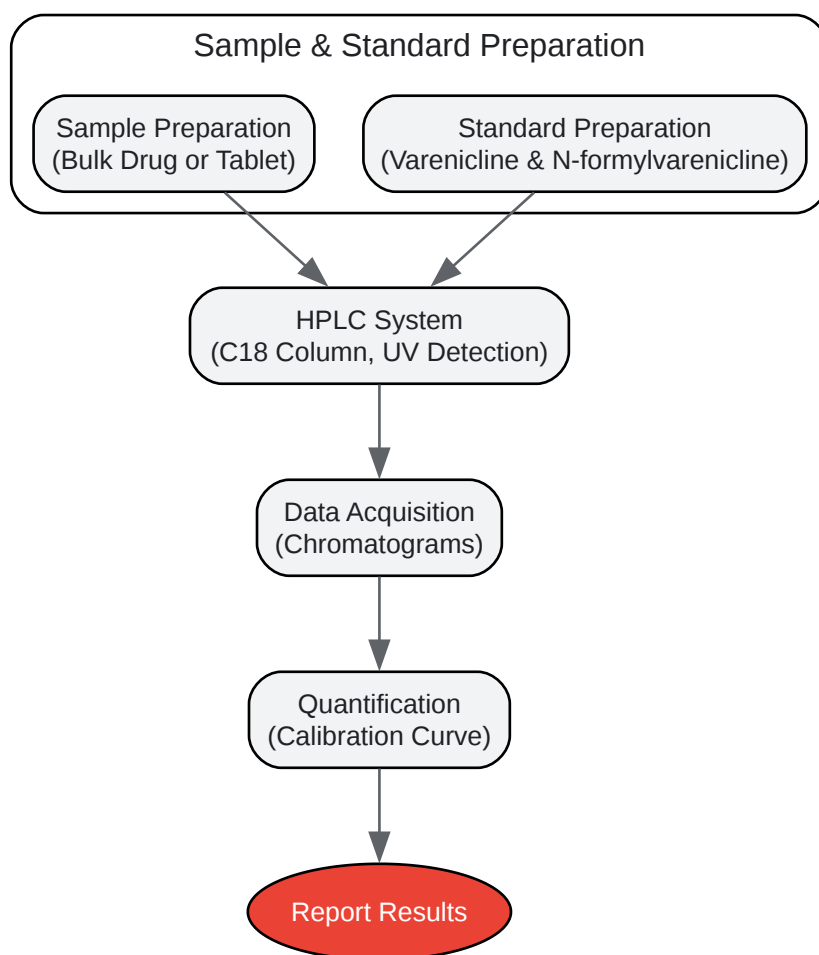 Sample & Standard Preparation
Sample Preparation
(Bulk Drug or Tablet)
Standard Preparation
(Varenicline & N-formylvarenicline)
HPLC System
(C18 Column, UV Detection)
Data Acquisition
(Chromatograms)
Quantification
(Calibration Curve)
Report Results